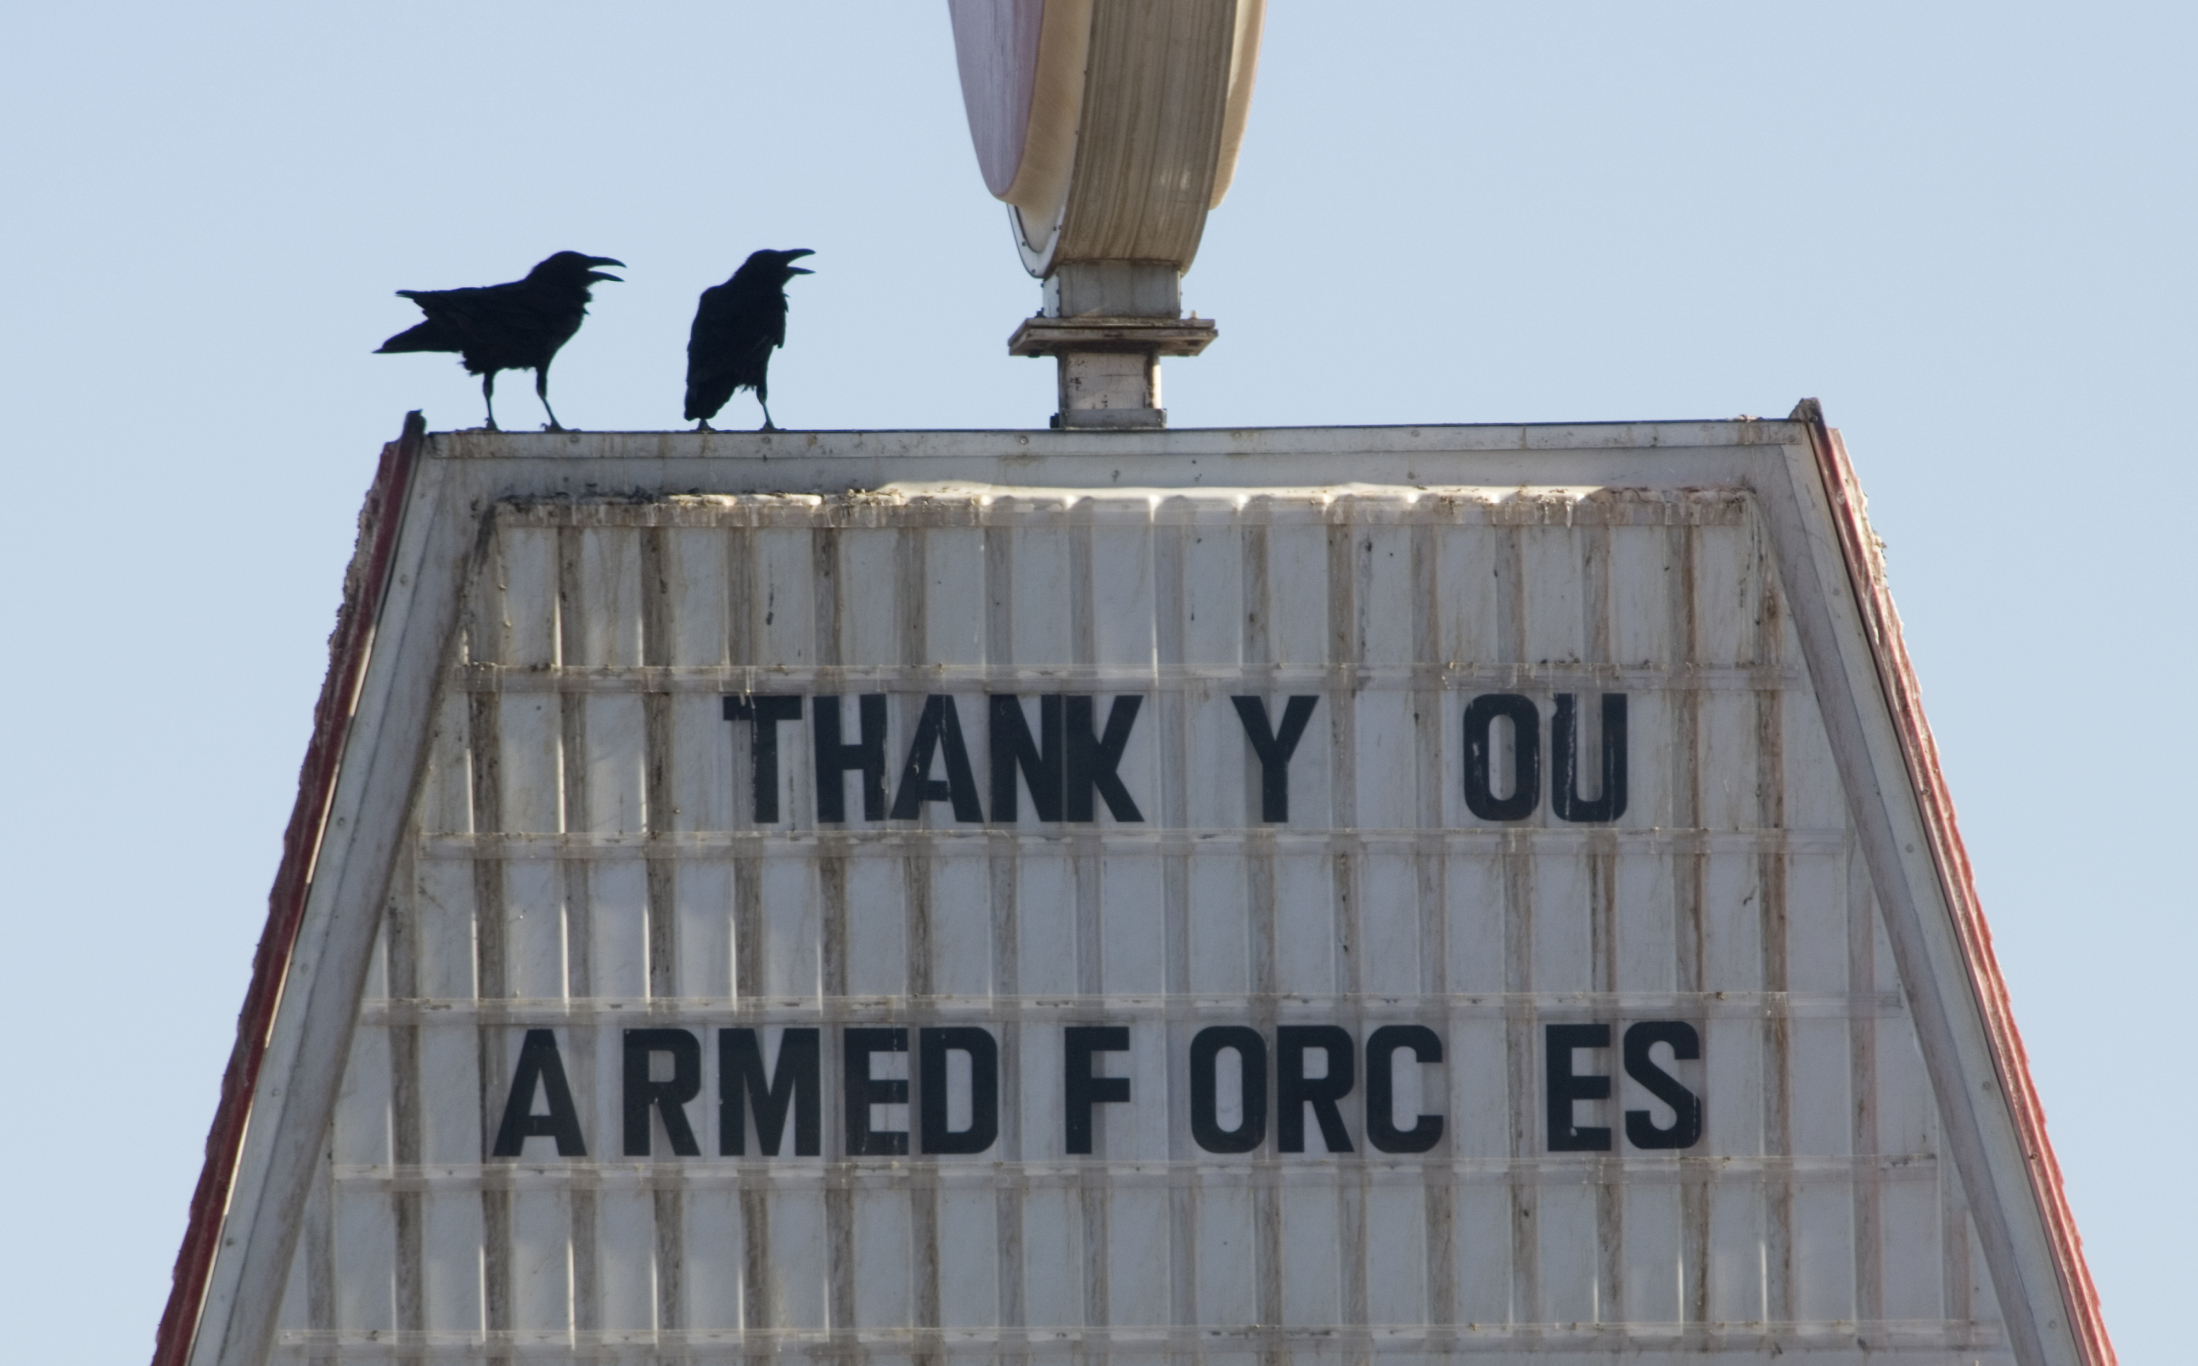 THANK Y OU
ARMED F ORC ES